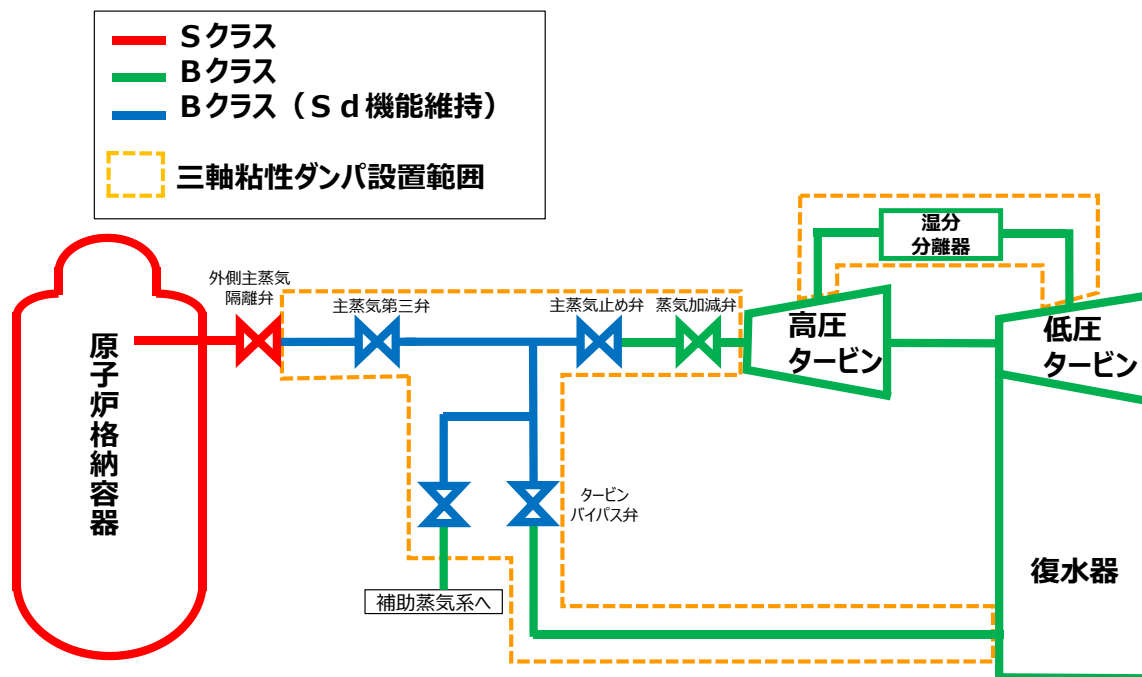 Ｓクラス
Ｂクラス
Ｂクラス（Ｓｄ機能維持）
三軸粘性ダンパ設置範囲
湿分
分離器
外側主蒸気
隔離弁
主蒸気第三弁
主蒸気止め弁
蒸気加減弁
高圧
タービン
低圧
タービン
原子炉格納容器
タービン
バイパス弁
復水器
補助蒸気系へ